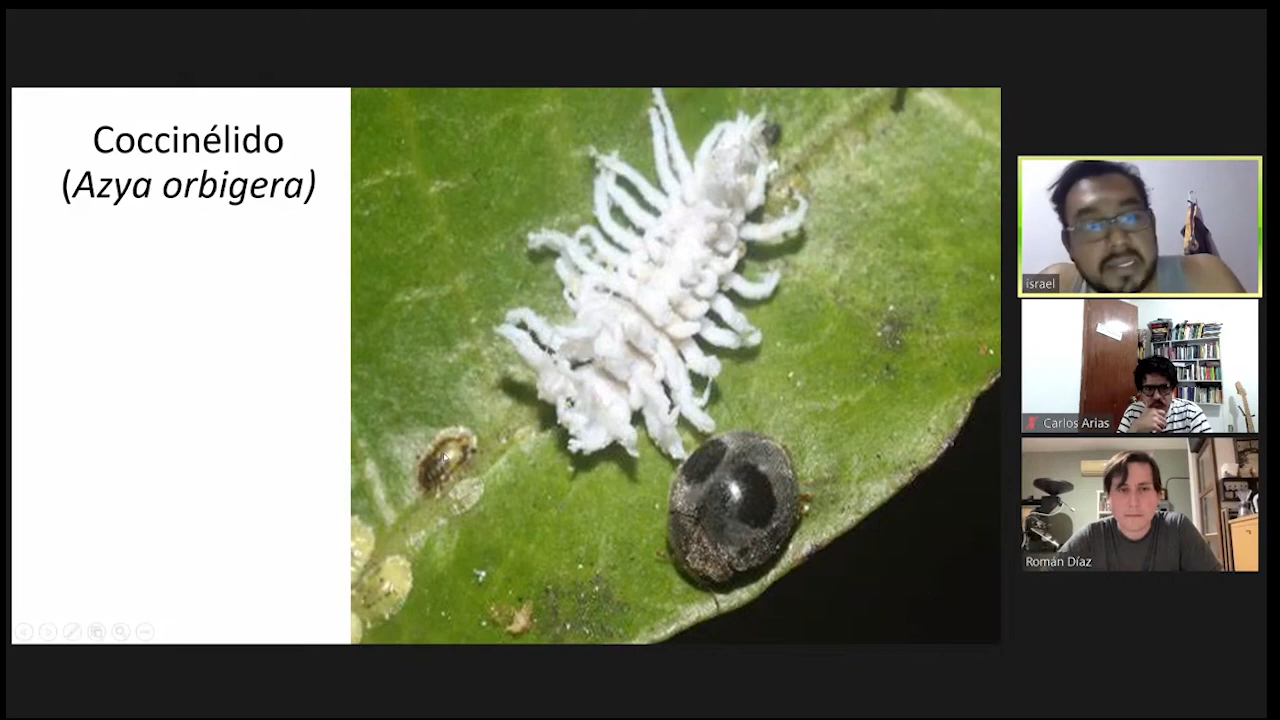 Coccinélido
(Azya orbigera)
israel
Carlos Arias
Román Díaz